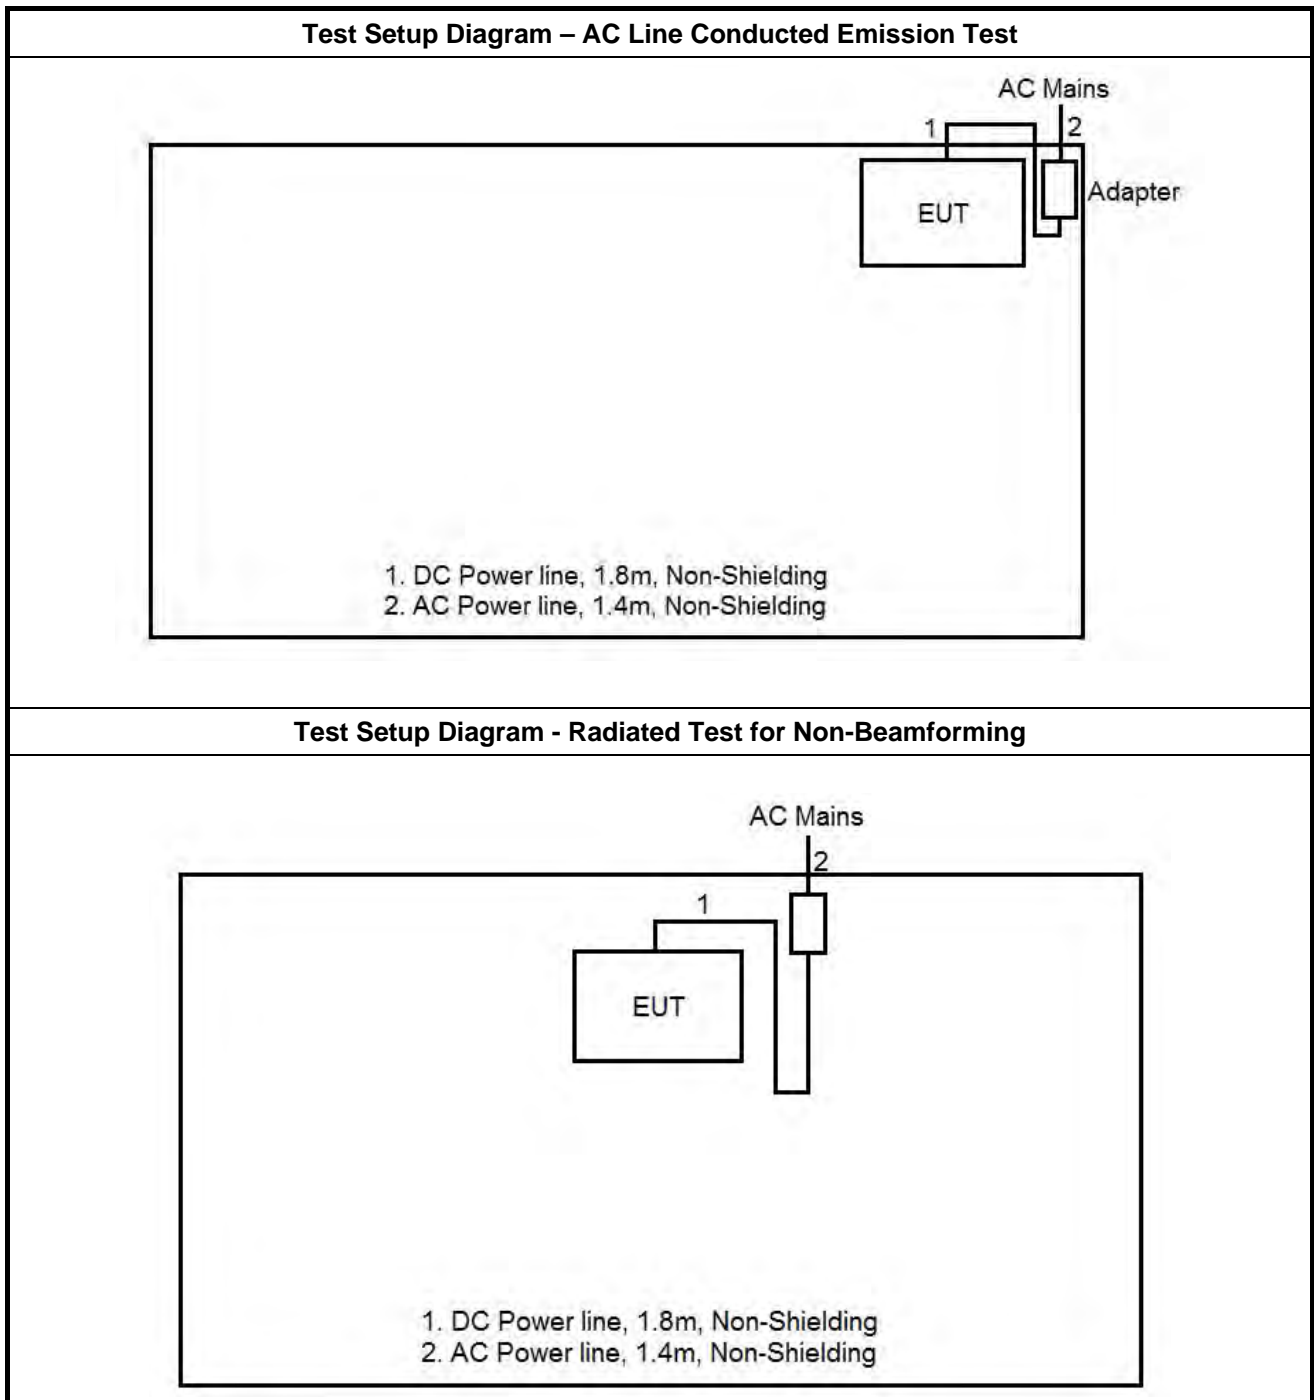 Test Setup Diagram – AC Line Conducted Emission Test
AC Mains
1
2
Adapter
EUT
1. DC Power line, 1.8m, Non-Shielding
2. AC Power line, 1.4m, Non-Shielding
Test Setup Diagram - Radiated Test for Non-Beamforming
AC Mains
2
1
EUT
1. DC Power line, 1.8m, Non-Shielding
2. AC Power line, 1.4m, Non-Shielding